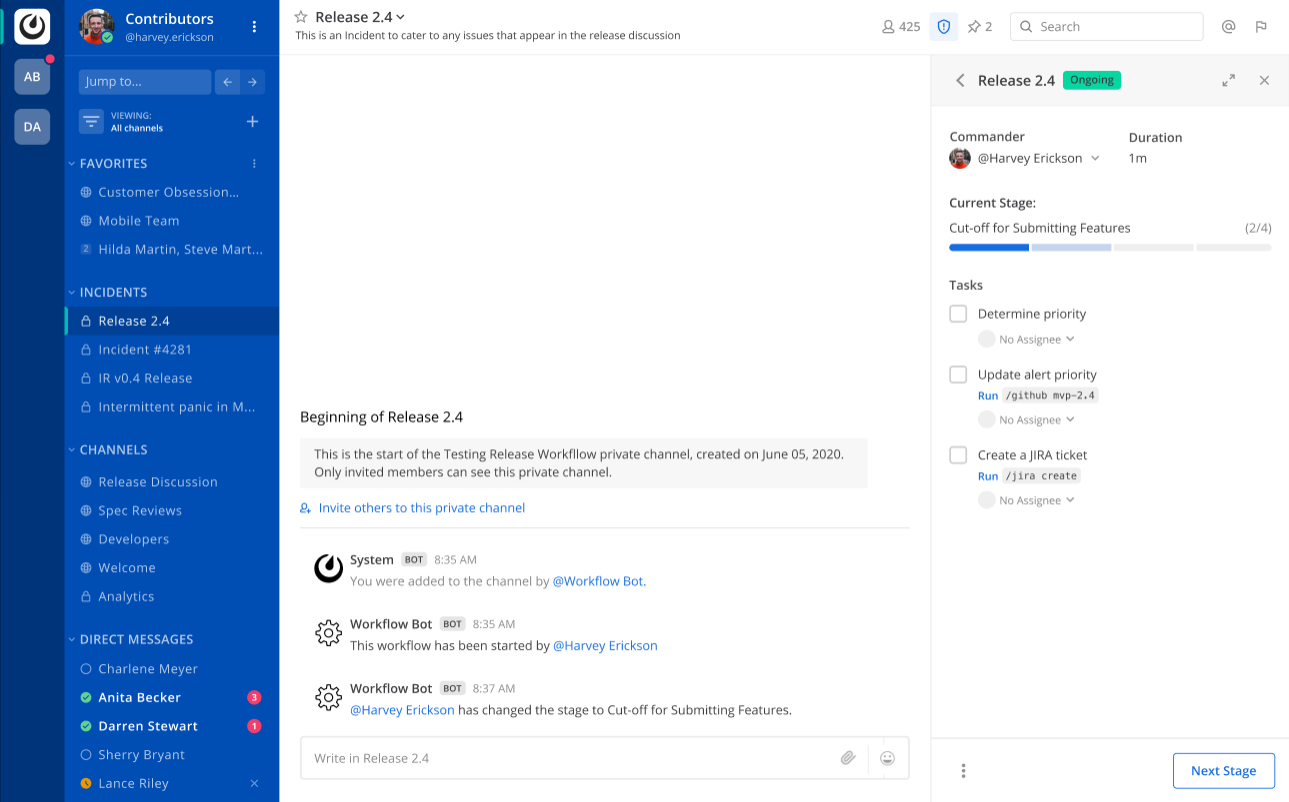 AB
DA
Contributors
@harvey.erickson
Jump to...
VIEWING:
All channels
FAVORITES
Customer Obsession...
Mobile Team
2 Hilda Martin, Steve Mart...
INCIDENTS
Release 2.4
Incident #4281
IR v0.4 Release
Intermittent panic in M...
CHANNELS
Release Discussion
Spec Reviews
Developers
Welcome
Analytics
DIRECT MESSAGES
Charlene Meyer
Anita Becker 3
Darren Stewart 1
Sherry Bryant
Lance Riley
Release 2.4
This is an Incident to cater to any issues that appear in the release discussion
425
2
Search
Beginning of Release 2.4
This is the start of the Testing Release Workfllow private channel, created on June 05, 2020.
Only invited members can see this private channel.
Invite others to this private channel
System BOT 8:35 AM
You were added to the channel by @Workflow Bot.
Workflow Bot BOT 8:35 AM
This workflow has been started by @Harvey Erickson
Workflow Bot BOT 8:37 AM
@Harvey Erickson has changed the stage to Cut-off for Submitting Features.
Write in Release 2.4
Release 2.4 Ongoing
Commander Duration
@Harvey Erickson 1m
Current Stage:
Cut-off for Submitting Features (2/4)
Tasks
Determine priority
No Assignee
Update alert priority
Run /github mvp-2.4
No Assignee
Create a JIRA ticket
Run /jira create
No Assignee
Next Stage